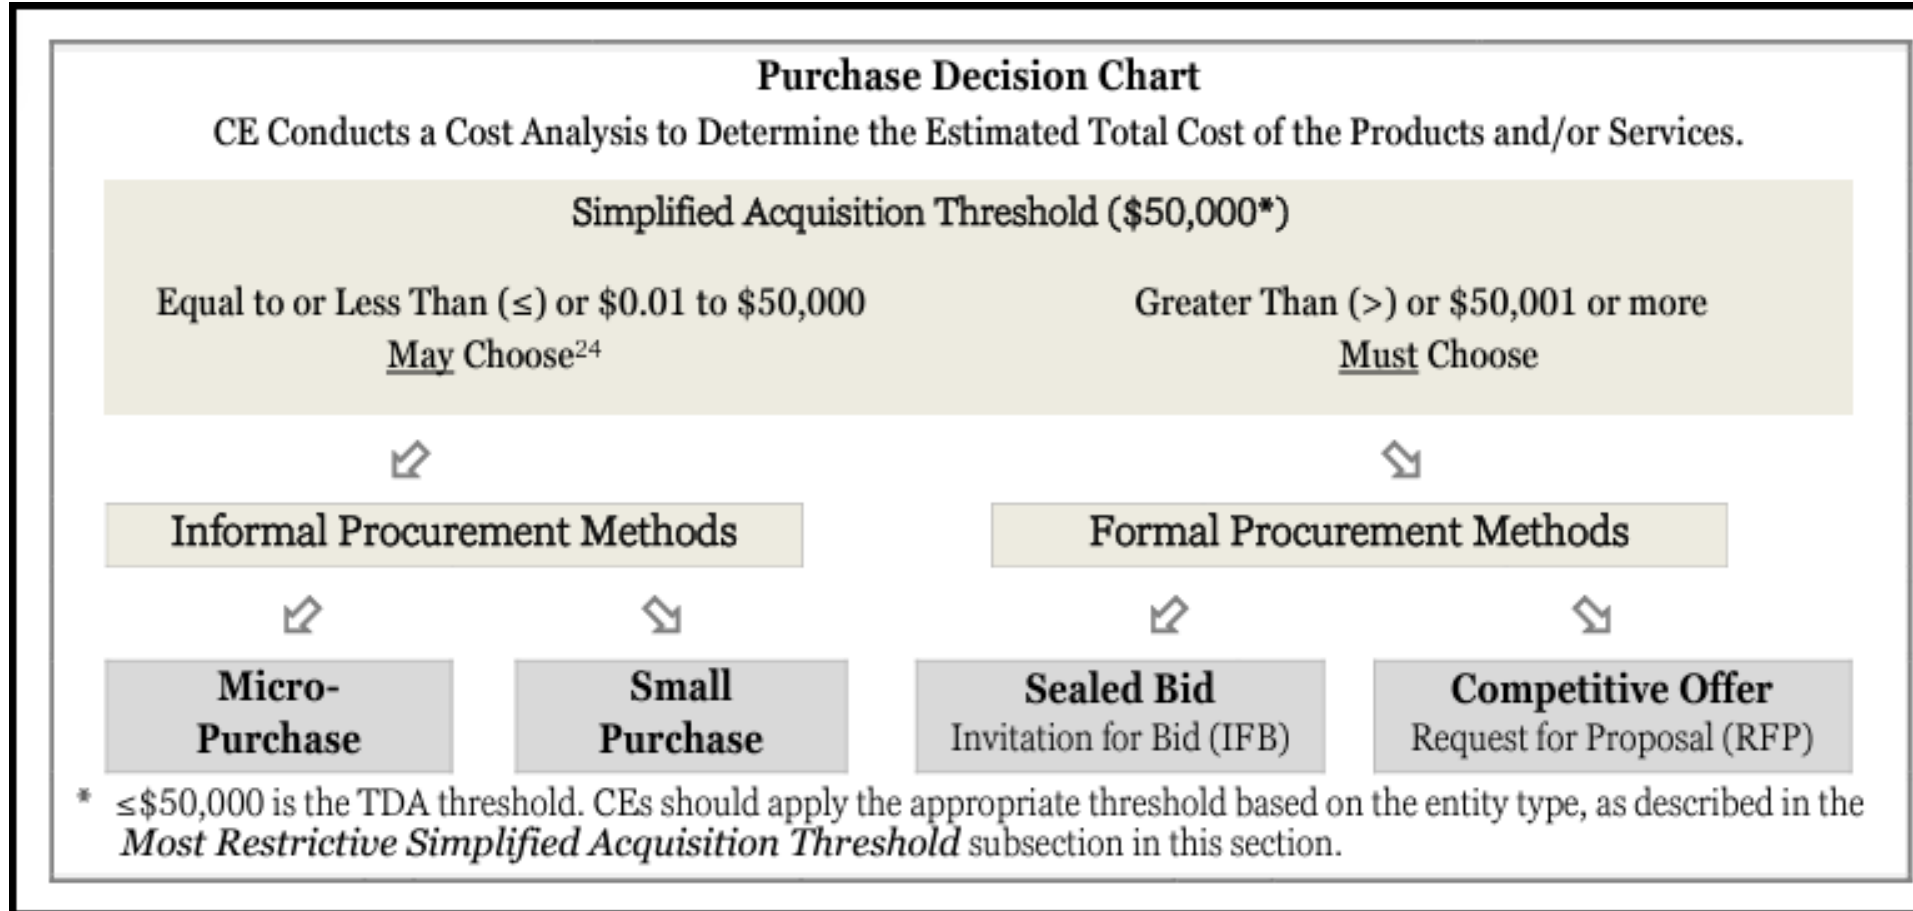 Purchase Decision Chart
CE Conducts a Cost Analysis to Determine the Estimated Total Cost of the Products and/or Services.
Simplified Acquisition Threshold ($50,000*)
Equal to or Less Than (≤) or $0.01 to $50,000
May Choose24
Greater Than (>) or $50,001 or more
Must Choose
Informal Procurement Methods
Formal Procurement Methods
Micro-
Purchase
Small
Purchase
Sealed Bid
Invitation for Bid (IFB)
Competitive Offer
Request for Proposal (RFP)
* ≤$50,000 is the TDA threshold. CEs should apply the appropriate threshold based on the entity type, as described in the
Most Restrictive Simplified Acquisition Threshold subsection in this section.